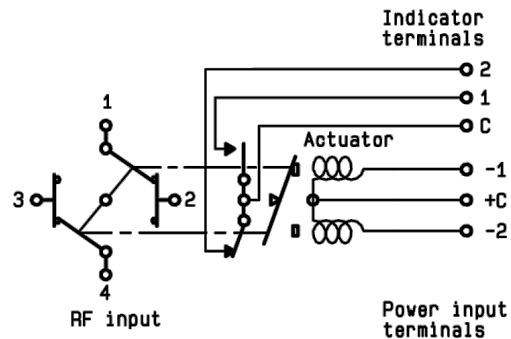 Indicator
terminals
2
1
C
1
Actuator
-1
3
2
+C
-2
4
RF input
Power input
terminals